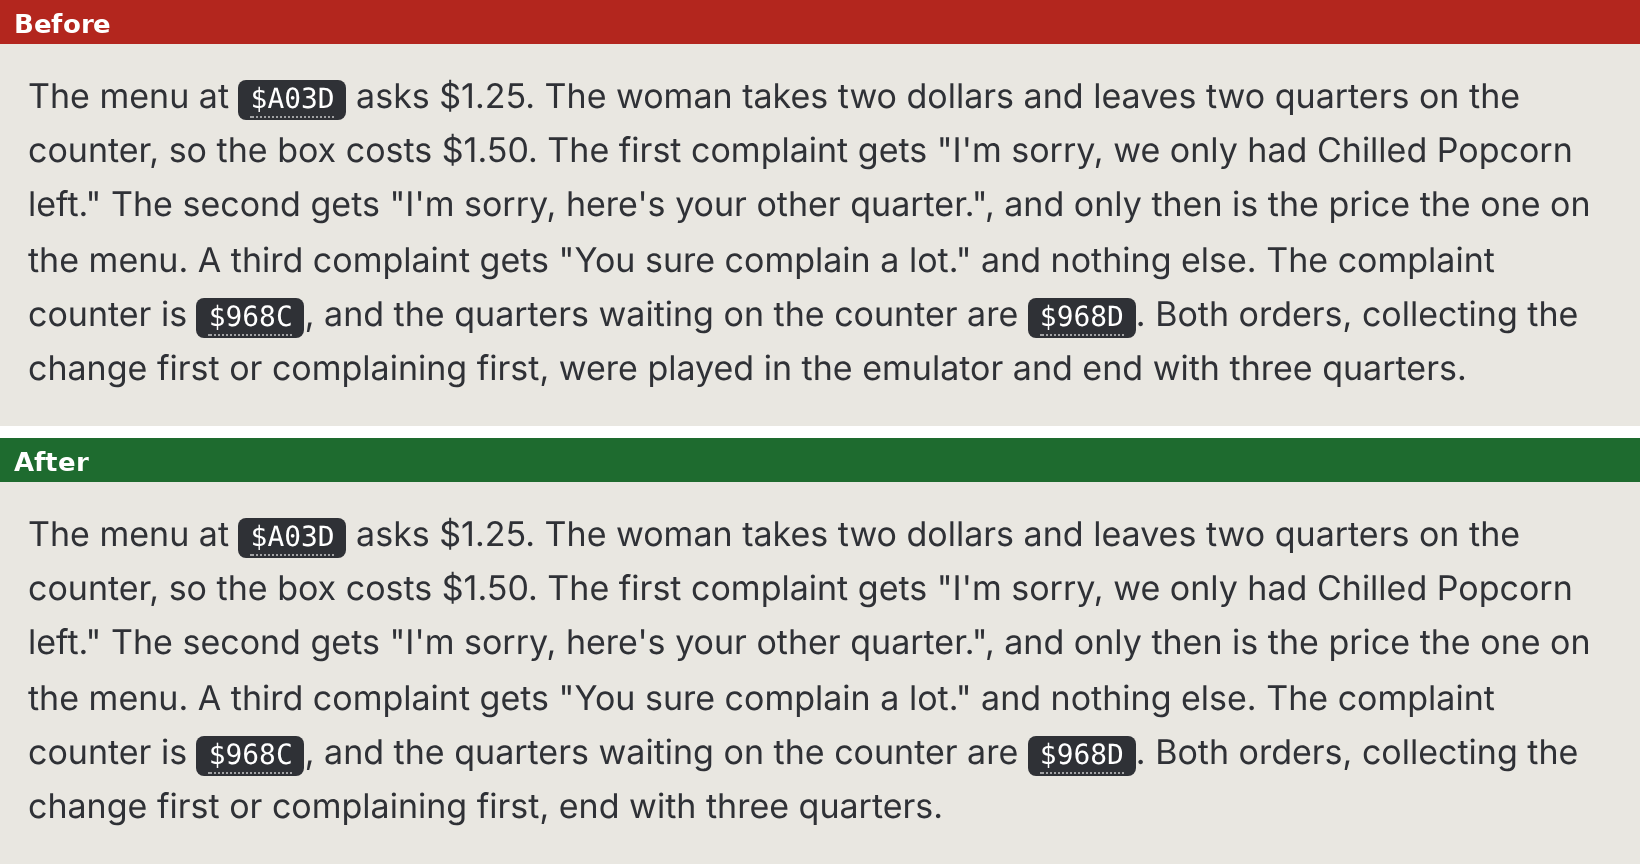 Before
The menu at $A03D asks $1.25. The woman takes two dollars and leaves two quarters on the
counter, so the box costs $1.50. The first complaint gets "I'm sorry, we only had Chilled Popcorn
left." The second gets "I'm sorry, here's your other quarter.", and only then is the price the one on
the menu. A third complaint gets "You sure complain a lot." and nothing else. The complaint
counter is $968C, and the quarters waiting on the counter are $968D. Both orders, collecting the
change first or complaining first, were played in the emulator and end with three quarters.
After
The menu at $A03D asks $1.25. The woman takes two dollars and leaves two quarters on the
counter, so the box costs $1.50. The first complaint gets "I'm sorry, we only had Chilled Popcorn
left." The second gets "I'm sorry, here's your other quarter.", and only then is the price the one on
the menu. A third complaint gets "You sure complain a lot." and nothing else. The complaint
counter is $968C, and the quarters waiting on the counter are $968D. Both orders, collecting the
change first or complaining first, end with three quarters.